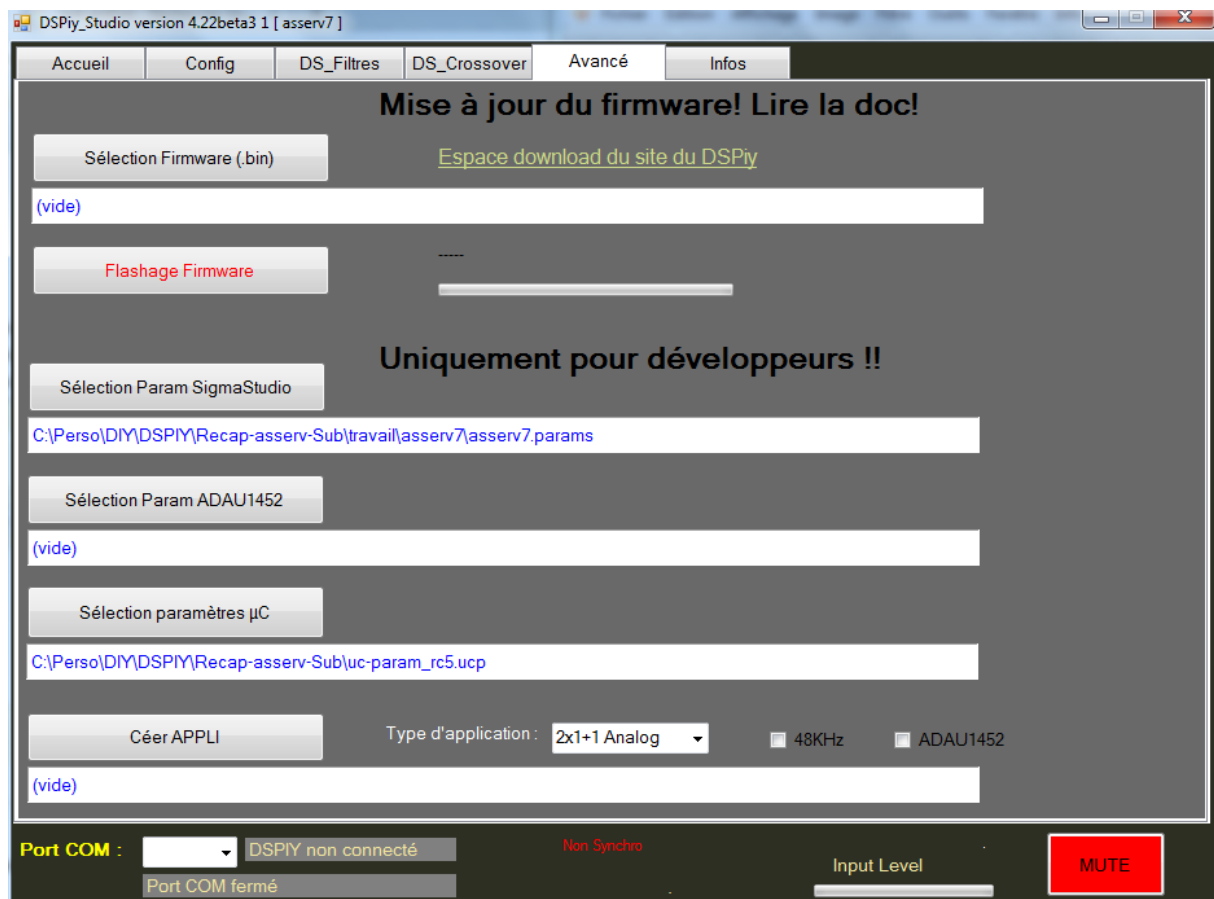 DSPiy_Studio version 4.22beta3 1 [ asserv7 ]
Accueil Config DS_Filtres DS_Crossover Avancé Infos
Mise à jour du firmware! Lire la doc!
Sélection Firmware (.bin) Espace download du site du DSPiy
(vide)
Flashage Firmware -----
Uniquement pour développeurs !!
Sélection Param SigmaStudio
C:\Perso\DIY\DSPIY\Recap-asserv-Sub\travail\asserv7\asserv7.params
Sélection Param ADAU1452
(vide)
Sélection paramètres µC
C:\Perso\DIY\DSPIY\Recap-asserv-Sub\uc-param_rc5.ucp
Céer APPLI Type d'application : 2x1+1 Analog 48KHz ADAU1452
(vide)
Port COM : DSPIY non connecté Non Synchro
Input Level MUTE
Port COM fermé